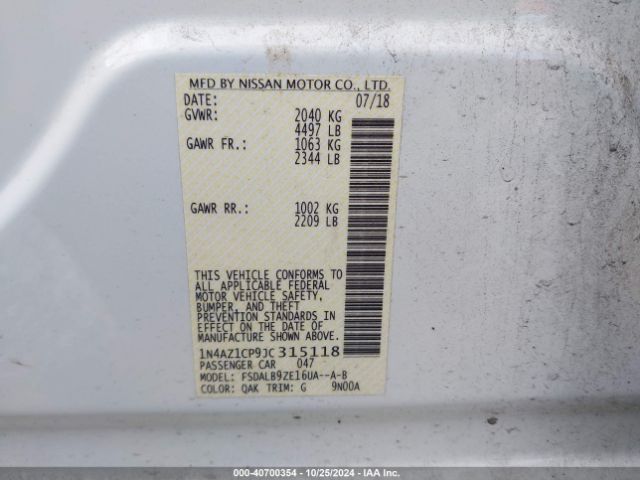 MFD BY NISSAN MOTOR CO., LTD.
DATE: 07/18
GVWR: 2040 KG
4497 LB
GAWR FR.: 1063 KG
2344 LB
GAWR RR.: 1002 KG
2209 LB
THIS VEHICLE CONFORMS TO
ALL APPLICABLE FEDERAL
MOTOR VEHICLE SAFETY,
BUMPER, AND THEFT
PREVENTION STANDARDS IN
EFFECT ON THE DATE OF
MANUFACTURE SHOWN ABOVE.
1N4AZ1CP9JC315118
PASSENGER CAR 047
MODEL: FSDALB9ZE16UA--A-B
COLOR: QAK TRIM: G 9N00A
000-40700354 - 10/25/2024 - IAA Inc.